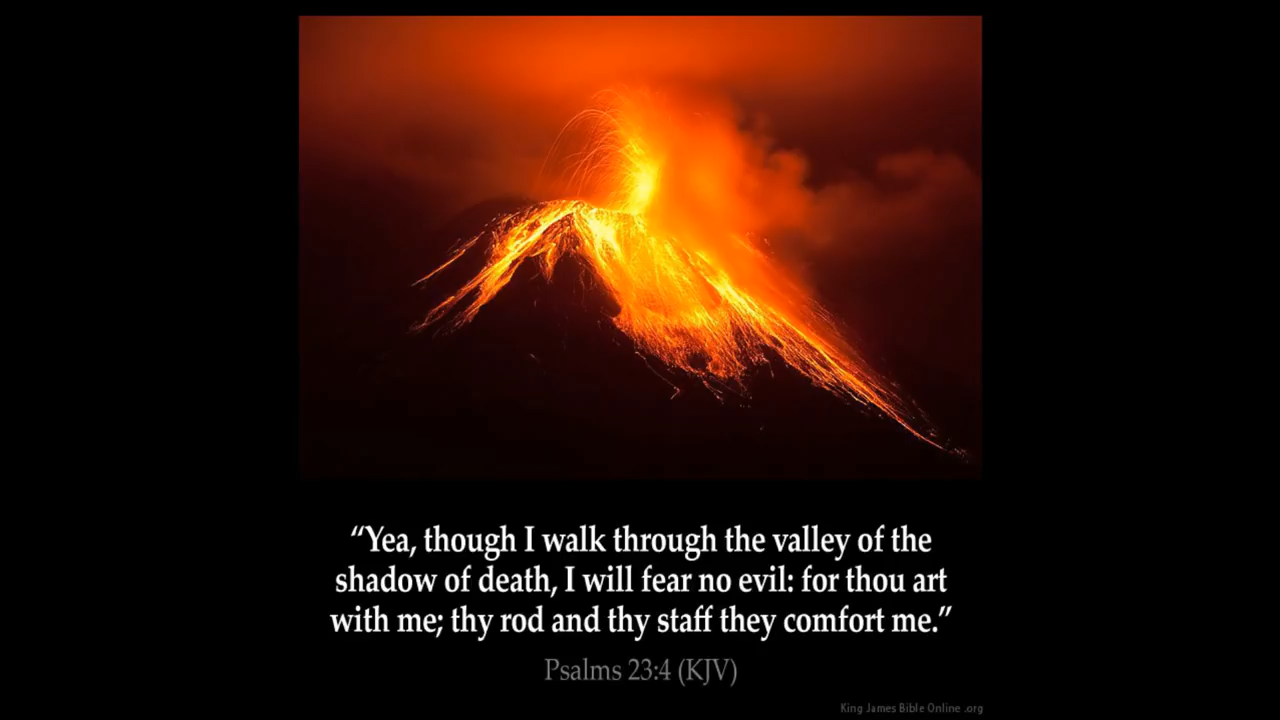 “Yea, though I walk through the valley of the
shadow of death, I will fear no evil: for thou art
with me; thy rod and thy staff they comfort me.”
Psalms 23:4 (KJV)
King James Bible Online .org